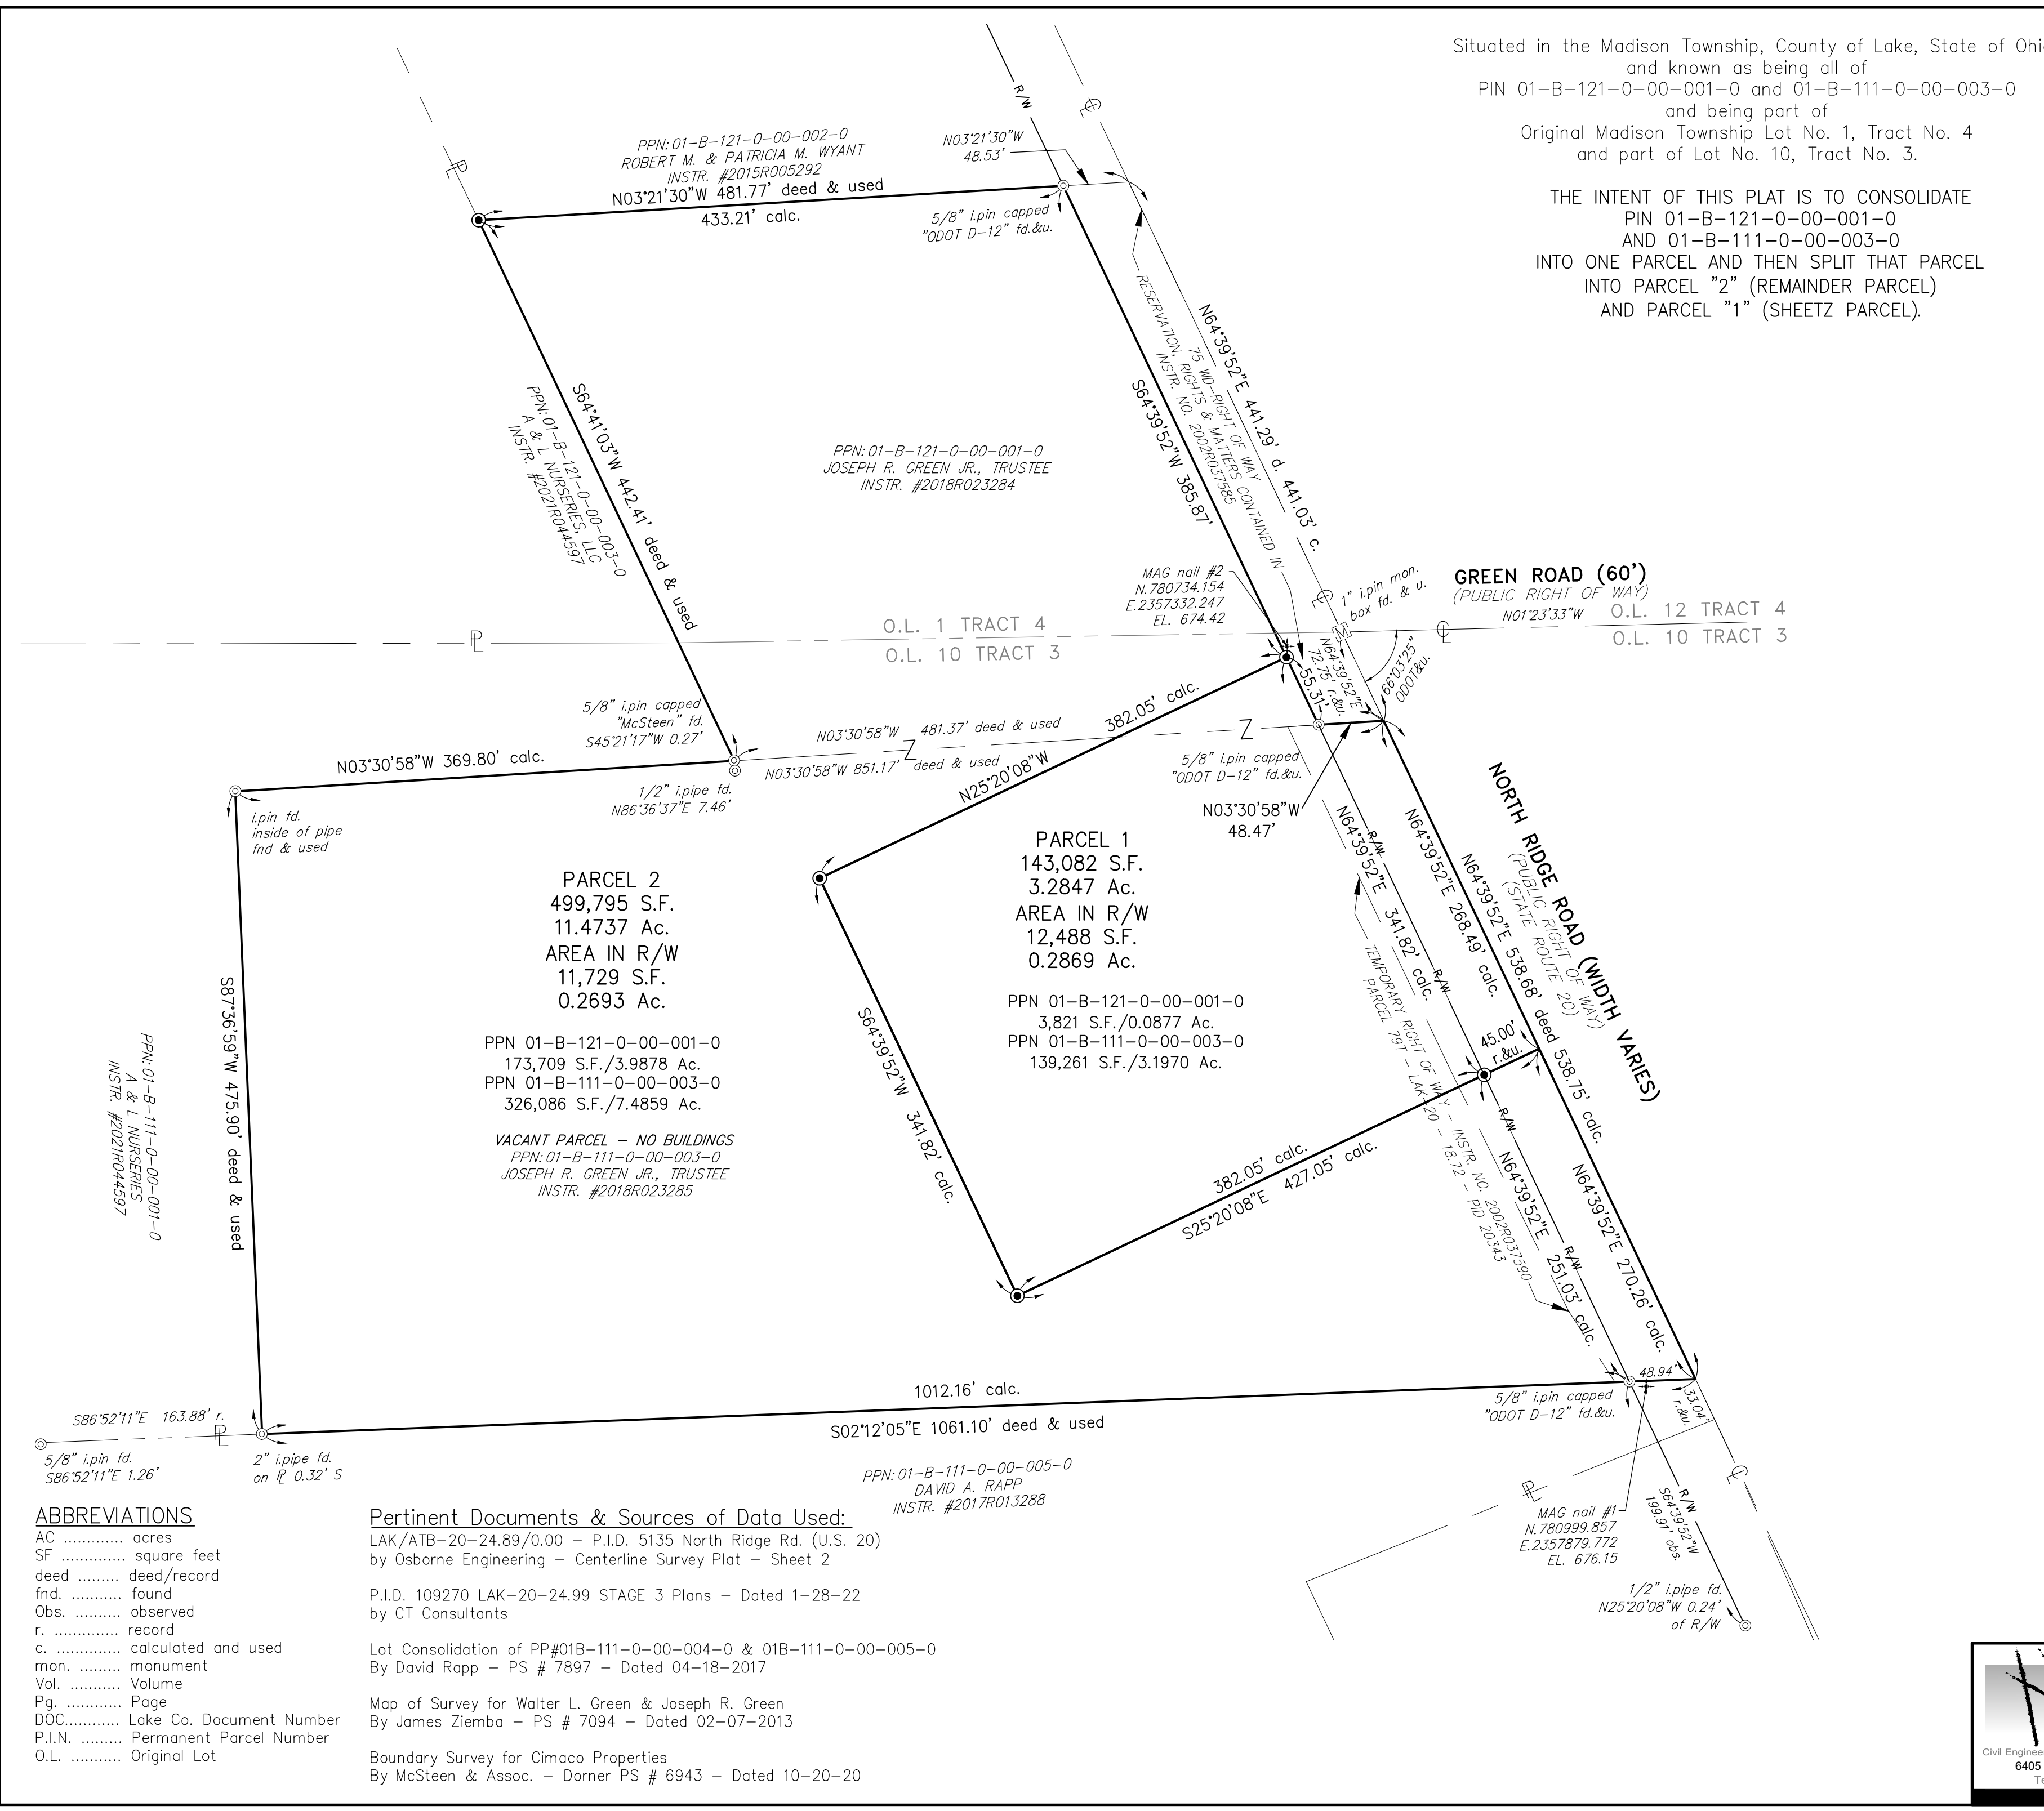 Situated in the Madison Township, County of Lake, State of Ohi
and known as being all of
PIN 01-B-121-0-00-001-0 and 01-B-111-0-00-003-0
and being part of
Original Madison Township Lot No. 1, Tract No. 4
and part of Lot No. 10, Tract No. 3.
THE INTENT OF THIS PLAT IS TO CONSOLIDATE
PIN 01-B-121-0-00-001-0
AND 01-B-111-0-00-003-0
INTO ONE PARCEL AND THEN SPLIT THAT PARCEL
INTO PARCEL "2" (REMAINDER PARCEL)
AND PARCEL "1" (SHEETZ PARCEL).
R/W
PPN: 01-B-121-0-00-002-0
ROBERT M. & PATRICIA M. WYANT
INSTR. #2015R005292
N03°21'30"W 481.77' deed & used
433.21' calc.
N03°21'30"W
48.53'
5/8" i.pin capped
"ODOT D-12" fd.&u.
S64°41'03"W 442.41' deed & used
PPN: 01-B-121-0-00-003-0
A & L NURSERIES, LLC
INSTR. #2021R044597
PPN: 01-B-121-0-00-001-0
JOSEPH R. GREEN JR., TRUSTEE
INSTR. #2018R023284
S64°39'52"W 385.87'
N64°39'52"E 441.29' d. 441.03' c.
75 WD-RIGHT OF WAY
RESERVATION, RIGHTS & MATTERS CONTAINED IN
INSTR. NO. 2002R037585
MAG nail #2
N.780734.154
E.2357332.247
EL. 674.42
1" i.pin mon.
box fd. & u.
GREEN ROAD (60')
(PUBLIC RIGHT OF WAY)
N01°23'33"W
O.L. 12 TRACT 4
O.L. 10 TRACT 3
O.L. 1 TRACT 4
O.L. 10 TRACT 3
N64°39'52"E
72.75' r.&u.
55.31'
66°03'25"
ODOT&u.
5/8" i.pin capped
"McSteen" fd.
S45°21'17"W 0.27'
N03°30'58"W 369.80' calc.
N03°30'58"W 481.37' deed & used
N03°30'58"W 851.17' deed & used
1/2" i.pipe fd.
N86°36'37"E 7.46'
382.05' calc.
N25°20'08"W
5/8" i.pin capped
"ODOT D-12" fd.&u.
N03°30'58"W
48.47'
i.pin fd.
inside of pipe
fnd & used
PARCEL 2
499,795 S.F.
11.4737 Ac.
AREA IN R/W
11,729 S.F.
0.2693 Ac.
PPN 01-B-121-0-00-001-0
173,709 S.F./3.9878 Ac.
PPN 01-B-111-0-00-003-0
326,086 S.F./7.4859 Ac.
VACANT PARCEL - NO BUILDINGS
PPN: 01-B-111-0-00-003-0
JOSEPH R. GREEN JR., TRUSTEE
INSTR. #2018R023285
PARCEL 1
143,082 S.F.
3.2847 Ac.
AREA IN R/W
12,488 S.F.
0.2869 Ac.
PPN 01-B-121-0-00-001-0
3,821 S.F./0.0877 Ac.
PPN 01-B-111-0-00-003-0
139,261 S.F./3.1970 Ac.
NORTH RIDGE ROAD (WIDTH VARIES)
(PUBLIC RIGHT OF WAY)
(STATE ROUTE 20)
N64°39'52"E 538.68' deed 538.75' calc.
N64°39'52"E 268.49' calc.
R/W
N64°39'52"E 341.82' calc.
R/W
TEMPORARY RIGHT OF WAY - INSTR. NO. 2002R037590
PARCEL 79T - LAK-20 - 18.72 - PID 20343
45.00'
r.&u.
S64°39'52"W 341.82' calc.
382.05' calc.
S25°20'08"E 427.05' calc.
R/W
N64°39'52"E 251.03' calc.
R/W
N64°39'52"E 270.26' calc.
S87°36'59"W 475.90' deed & used
PPN: 01-B-111-0-00-001-0
A & L NURSERIES
INSTR. #2021R044597
1012.16' calc.
S02°12'05"E 1061.10' deed & used
5/8" i.pin capped
"ODOT D-12" fd.&u.
48.94'
33.04'
r.&u.
S86°52'11"E 163.88' r.
5/8" i.pin fd.
S86°52'11"E 1.26'
2" i.pipe fd.
on PL 0.32' S
PPN: 01-B-111-0-00-005-0
DAVID A. RAPP
INSTR. #2017R013288
MAG nail #1
N.780999.857
E.2357879.772
EL. 676.15
R/W
S64°39'52"W
199.91' obs.
1/2" i.pipe fd.
N25°20'08"W 0.24'
of R/W
ABBREVIATIONS
AC ............. acres
SF .............. square feet
deed ......... deed/record
fnd. ........... found
Obs. .......... observed
r. .............. record
c. .............. calculated and used
mon. ......... monument
Vol. ........... Volume
Pg. ............ Page
DOC............ Lake Co. Document Number
P.I.N. ......... Permanent Parcel Number
O.L. ........... Original Lot
Pertinent Documents & Sources of Data Used:
LAK/ATB-20-24.89/0.00 - P.I.D. 5135 North Ridge Rd. (U.S. 20)
by Osborne Engineering - Centerline Survey Plat - Sheet 2
P.I.D. 109270 LAK-20-24.99 STAGE 3 Plans - Dated 1-28-22
by CT Consultants
Lot Consolidation of PP#01B-111-0-00-004-0 & 01B-111-0-00-005-0
By David Rapp - PS # 7897 - Dated 04-18-2017
Map of Survey for Walter L. Green & Joseph R. Green
By James Ziemba - PS # 7094 - Dated 02-07-2013
Boundary Survey for Cimaco Properties
By McSteen & Assoc. - Dorner PS # 6943 - Dated 10-20-20
Civil Enginee
6405
Te